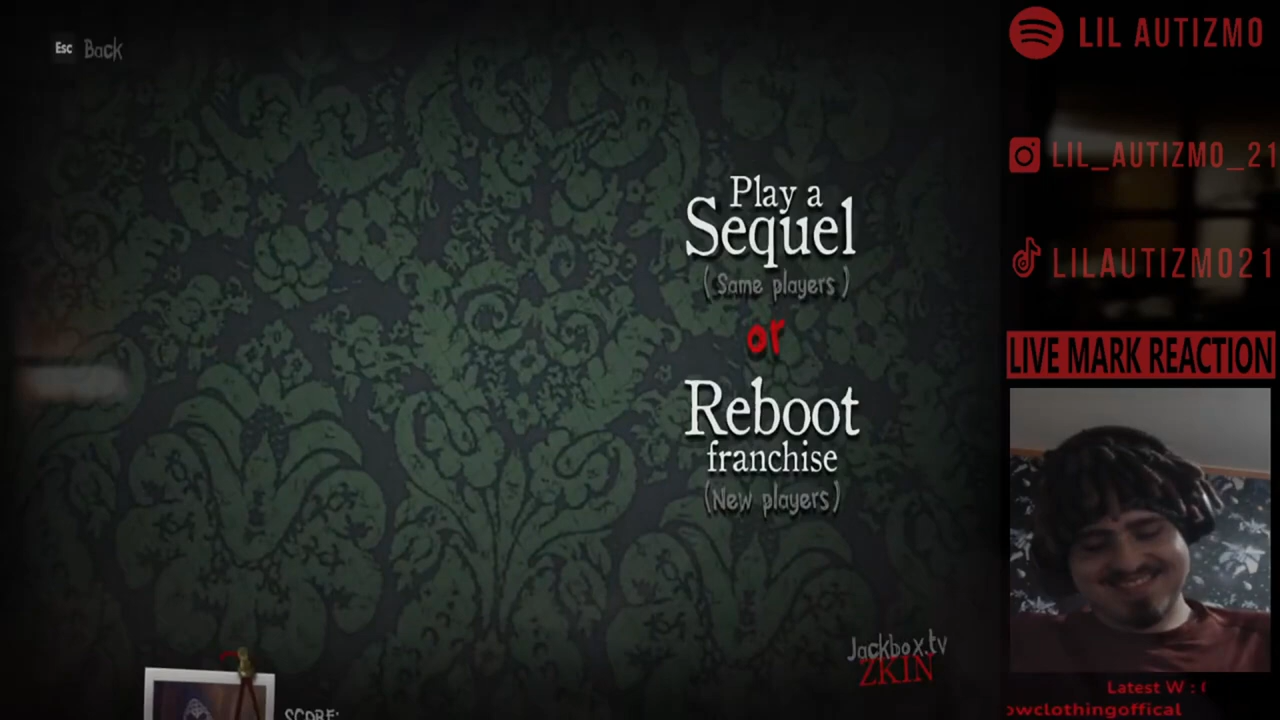 Esc Back
Play a
Sequel
(Same players)
or
Reboot
franchise
(New players)
Jackbox.tv
ZKIN
SCORE:
LIL AUTIZMO
LIL_AUTIZMO_21
LILAUTIZMO21
LIVE MARK REACTION
Latest W :
owclothingoffical